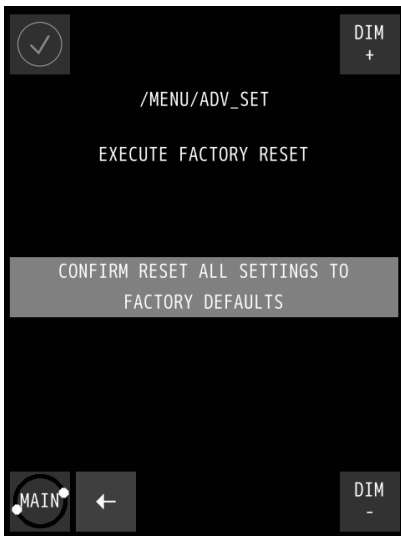 DIM
+
/MENU/ADV_SET
EXECUTE FACTORY RESET
CONFIRM RESET ALL SETTINGS TO
FACTORY DEFAULTS
MAIN
←
DIM
-